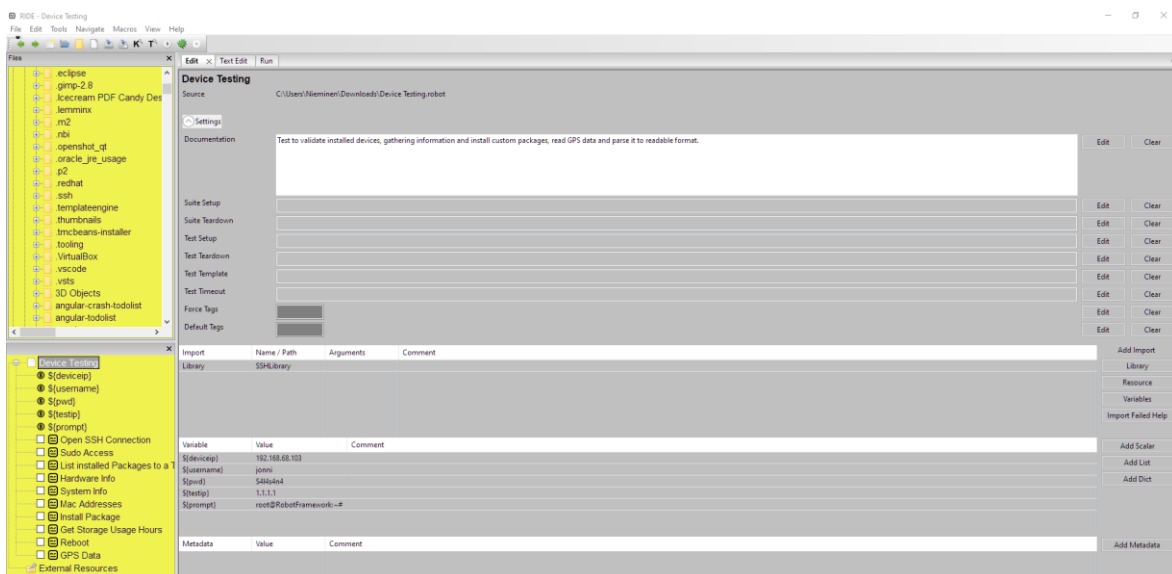 RIDE - Device Testing
File Edit Tools Navigate Macros View Help
Files
.eclipse
.gimp-2.8
.Icecream PDF Candy Des
.lemminx
.m2
.nbi
.openshot_qt
.oracle_jre_usage
.p2
.redhat
.ssh
.templateengine
.thumbnails
.tmcbeans-installer
.tooling
.VirtualBox
.vscode
.vsts
3D Objects
angular-crash-todolist
angular-todolist
Device Testing
${deviceip}
${username}
${pwd}
${testip}
${prompt}
Open SSH Connection
Sudo Access
List installed Packages to a T
Hardware Info
System Info
Mac Addresses
Install Package
Get Storage Usage Hours
Reboot
GPS Data
External Resources
Edit Text Edit Run
Device Testing
Source C:\Users\Nieminen\Downloads\Device Testing.robot
Settings
Documentation Test to validate installed devices, gathering information and install custom packages, read GPS data and parse it to readable format. Edit Clear
Suite Setup Edit Clear
Suite Teardown Edit Clear
Test Setup Edit Clear
Test Teardown Edit Clear
Test Template Edit Clear
Test Timeout Edit Clear
Force Tags Edit Clear
Default Tags Edit Clear
Import Name / Path Arguments Comment Add Import
Library SSHLibrary Library
Resource
Variables
Import Failed Help
Variable Value Comment Add Scalar
${deviceip} 192.168.68.103 Add List
${username} jonni
${pwd} S4l4s4n4 Add Dict
${testip} 1.1.1.1
${prompt} root@RobotFramework:~#
Metadata Value Comment Add Metadata